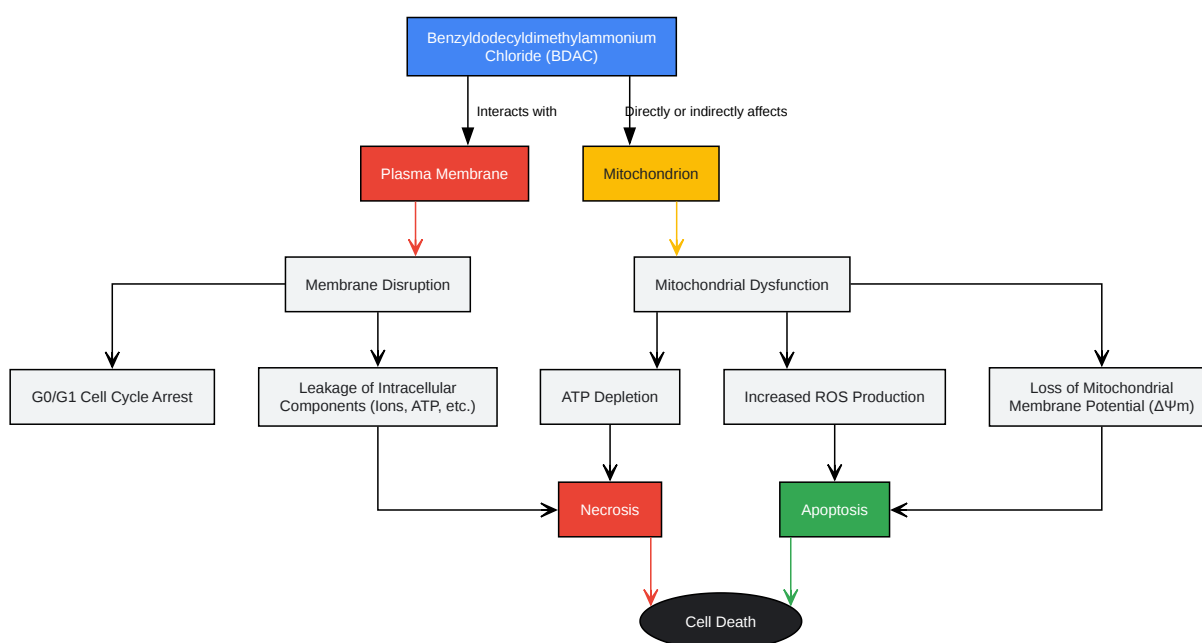 Benzyldodecyldimethylammonium
Chloride (BDAC)
Interacts with
Directly or indirectly affects
Plasma Membrane
Mitochondrion
Membrane Disruption
Mitochondrial Dysfunction
G0/G1 Cell Cycle Arrest
Leakage of Intracellular
Components (Ions, ATP, etc.)
ATP Depletion
Increased ROS Production
Loss of Mitochondrial
Membrane Potential (ΔΨm)
Necrosis
Apoptosis
Cell Death